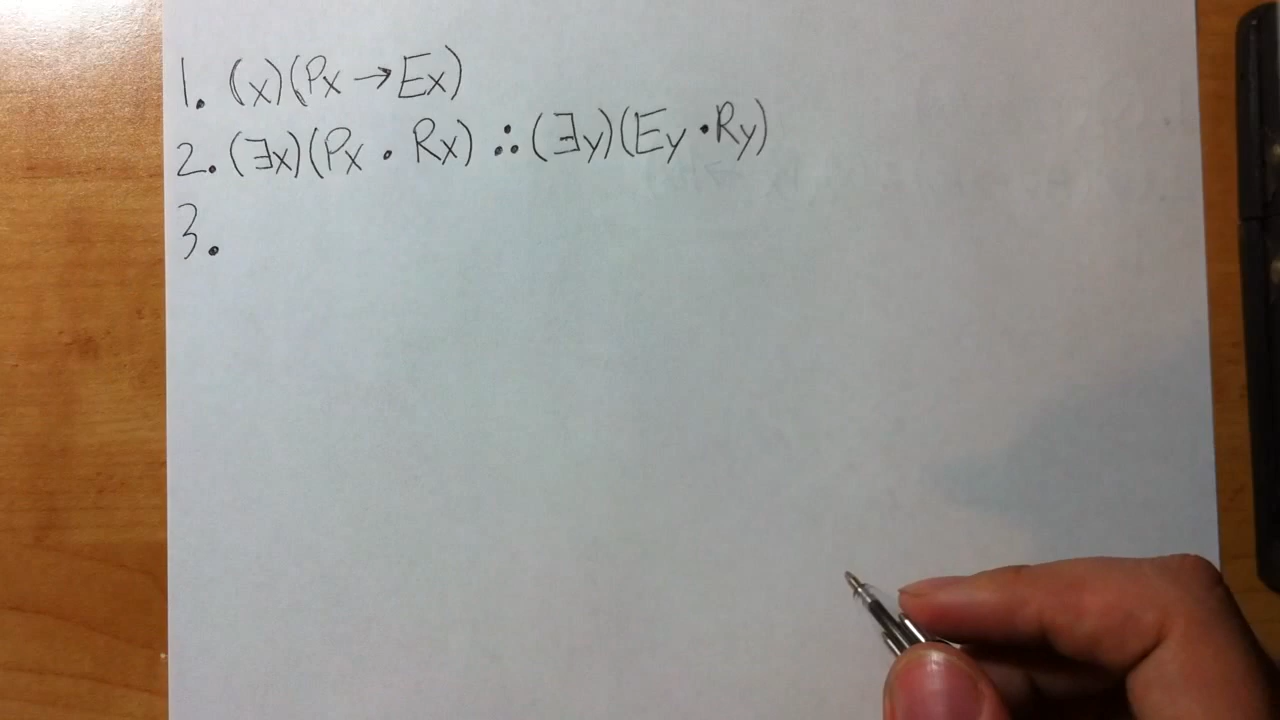 1. (x)(Px → Ex)
2. (∃x)(Px · Rx) ∴ (∃y)(Ey · Ry)
3.